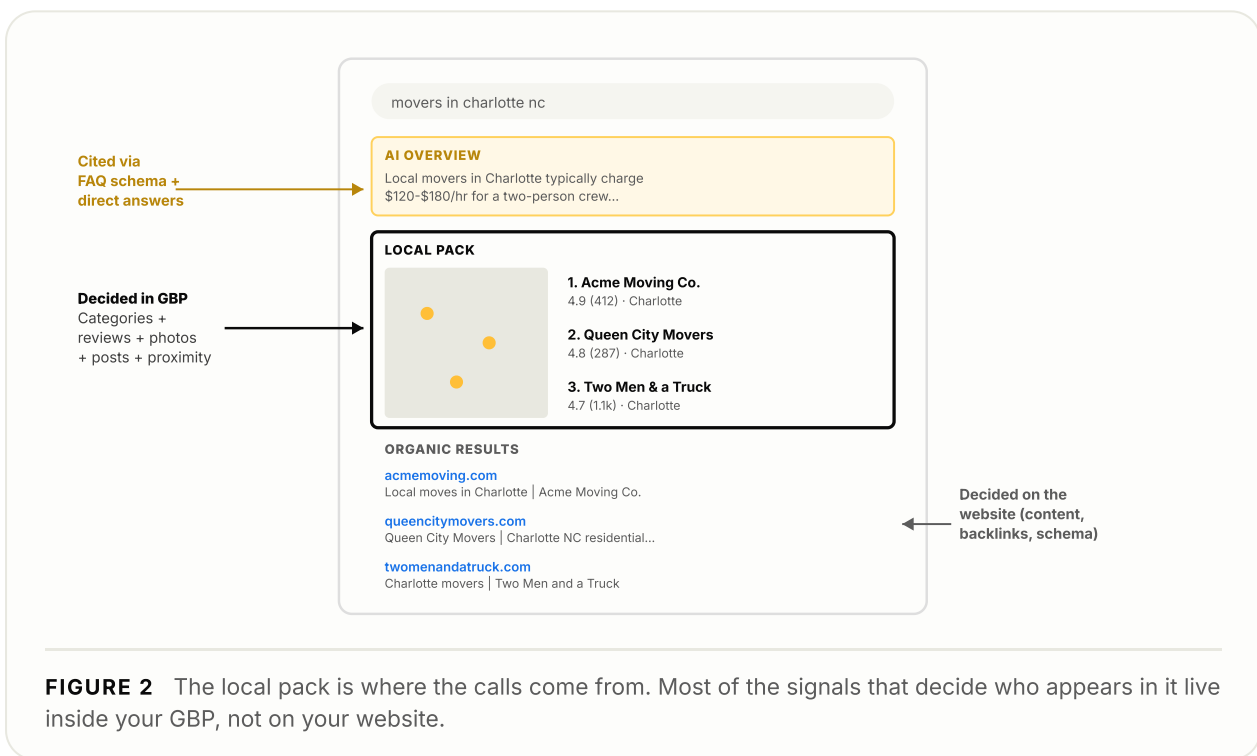 movers in charlotte nc
Cited via
FAQ schema +
direct answers
AI OVERVIEW
Local movers in Charlotte typically charge
$120-$180/hr for a two-person crew...
Decided in GBP
Categories +
reviews + photos
+ posts + proximity
LOCAL PACK
1. Acme Moving Co.
4.9 (412) · Charlotte
2. Queen City Movers
4.8 (287) · Charlotte
3. Two Men & a Truck
4.7 (1.1k) · Charlotte
ORGANIC RESULTS
acmemoving.com
Local moves in Charlotte | Acme Moving Co.
queencitymovers.com
Queen City Movers | Charlotte NC residential...
twomenandatruck.com
Charlotte movers | Two Men and a Truck
Decided on the
website (content,
backlinks, schema)
FIGURE 2 The local pack is where the calls come from. Most of the signals that decide who appears in it live
inside your GBP, not on your website.